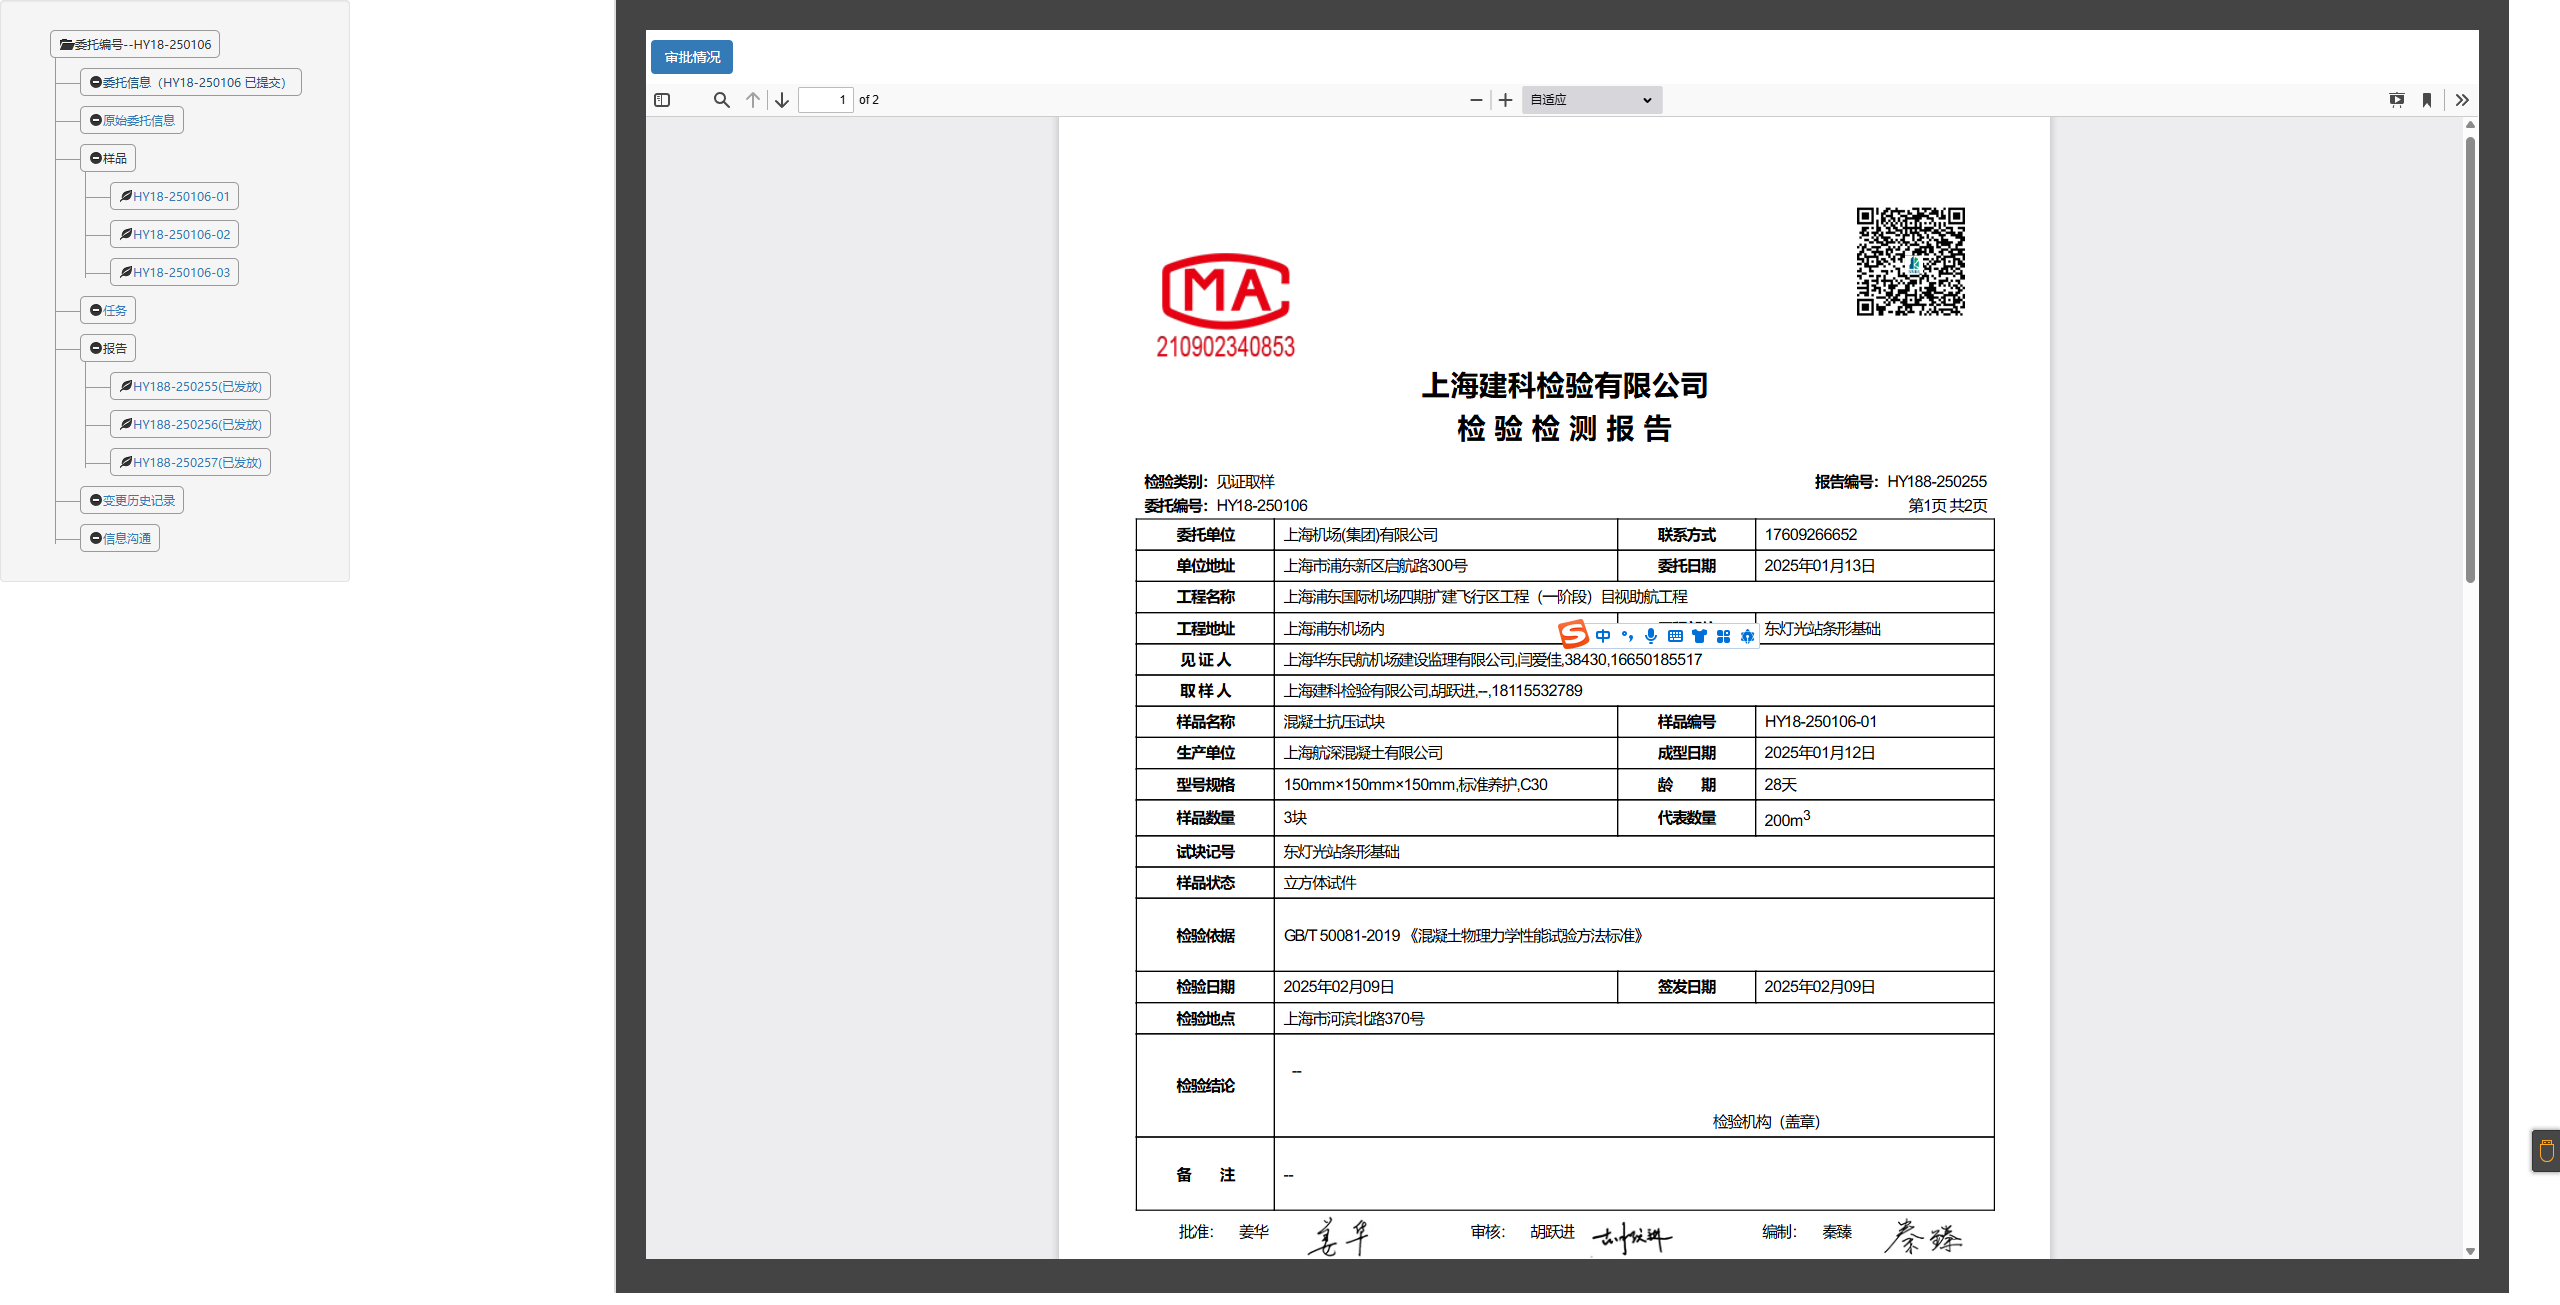 委托编号--HY18-250106
委托信息（HY18-250106 已提交）
原始委托信息
样品
HY18-250106-01
HY18-250106-02
HY18-250106-03
任务
报告
HY188-250255(已发放)
HY188-250256(已发放)
HY188-250257(已发放)
变更历史记录
信息沟通
审批情况
1 of 2 自适应
MA
210902340853
上海建科检验有限公司
检验检测报告
检验类别：见证取样 报告编号：HY188-250255
委托编号：HY18-250106 第1页 共2页
委托单位 上海机场(集团)有限公司 联系方式 17609266652
单位地址 上海市浦东新区启航路300号 委托日期 2025年01月13日
工程名称 上海浦东国际机场四期扩建飞行区工程（一阶段）目视助航工程
工程地址 上海浦东机场内 东灯光站条形基础
中
见 证 人 上海华东民航机场建设监理有限公司,闫爱佳,38430,16650185517
取 样 人 上海建科检验有限公司,胡跃进,--,18115532789
样品名称 混凝土抗压试块 样品编号 HY18-250106-01
生产单位 上海航深混凝土有限公司 成型日期 2025年01月12日
型号规格 150mm×150mm×150mm,标准养护,C30 龄 期 28天
样品数量 3块 代表数量 200m³
试块记号 东灯光站条形基础
样品状态 立方体试件
检验依据 GB/T 50081-2019 《混凝土物理力学性能试验方法标准》
检验日期 2025年02月09日 签发日期 2025年02月09日
检验地点 上海市河滨北路370号
检验结论 --
检验机构（盖章）
备 注 --
批准： 姜华 姜华 审核： 胡跃进 胡跃进 编制： 秦臻 秦臻